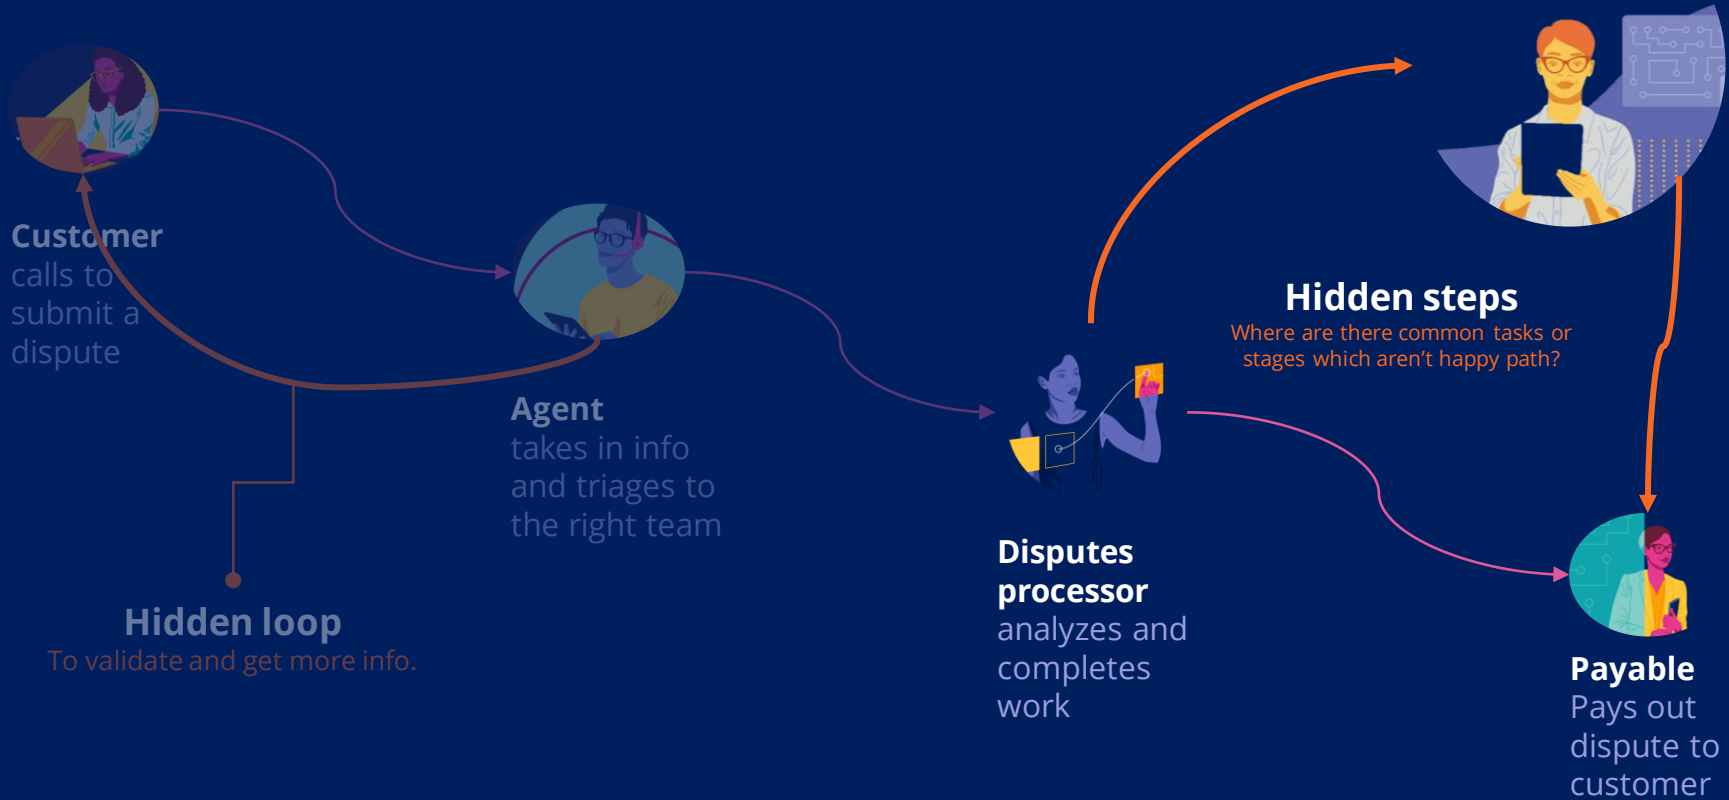 Customer
calls to
submit a
dispute
Agent
takes in info
and triages to
the right team
Hidden loop
To validate and get more info.
Disputes
processor
analyzes and
completes
work
Hidden steps
Where are there common tasks or
stages which aren’t happy path?
Payable
Pays out
dispute to
customer